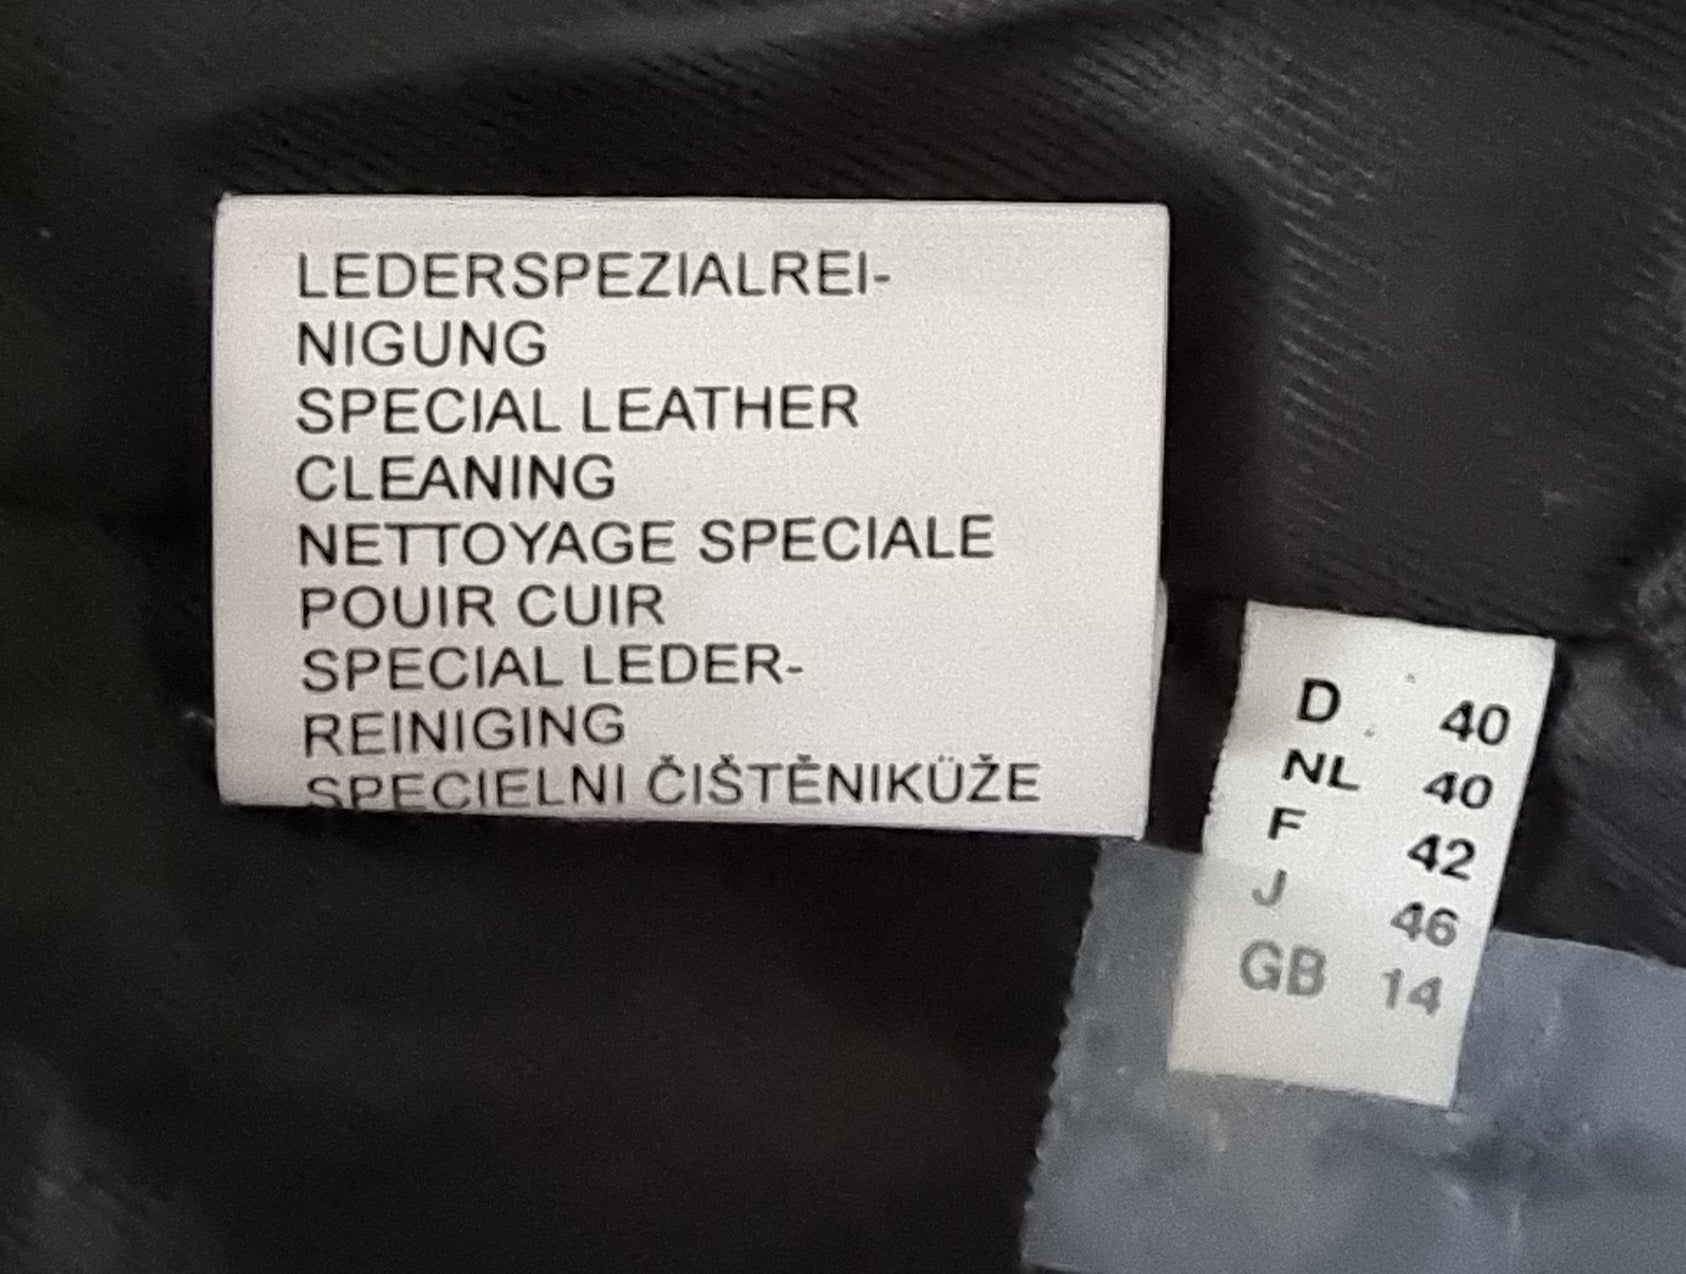 LEDERSPEZIALREI-
NIGUNG
SPECIAL LEATHER
CLEANING
NETTOYAGE SPECIALE
POUIR CUIR
SPECIAL LEDER-
REINIGING
SPECIELNI ČIŠTĚNIKÜŽE
D 40
NL 40
F 42
J 46
GB 14